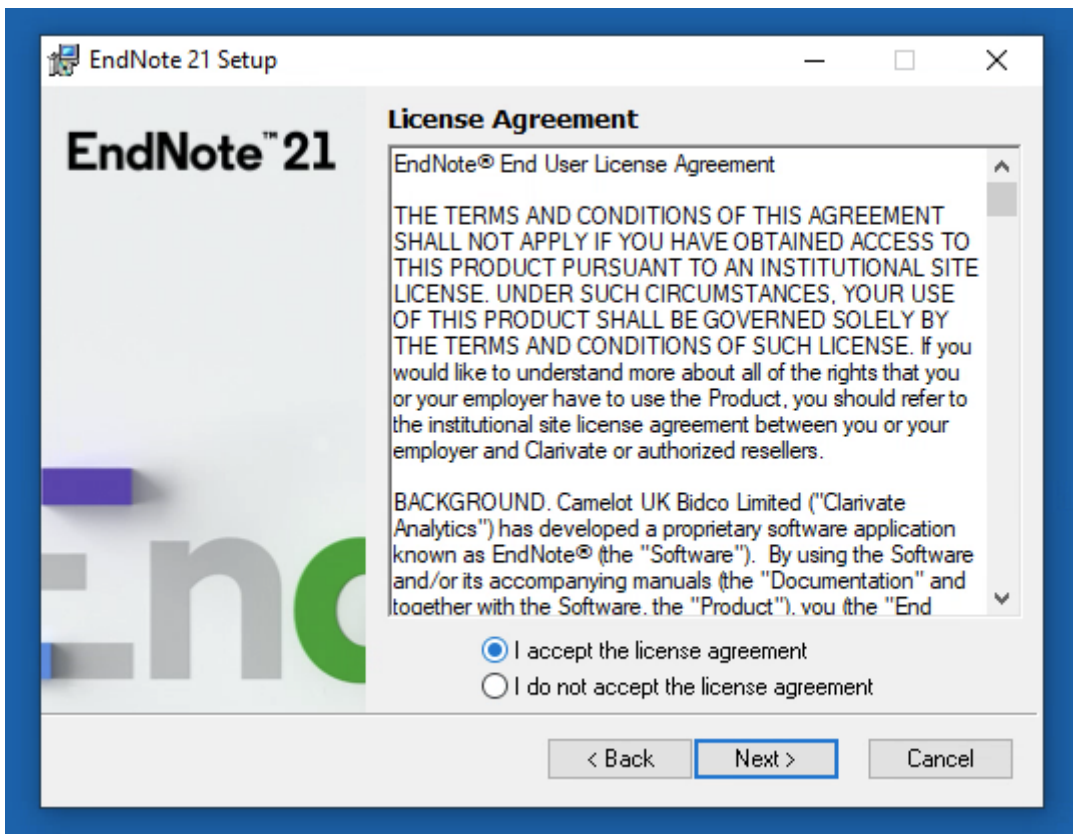 EndNote 21 Setup
EndNote™21
License Agreement
EndNote® End User License Agreement
THE TERMS AND CONDITIONS OF THIS AGREEMENT
SHALL NOT APPLY IF YOU HAVE OBTAINED ACCESS TO
THIS PRODUCT PURSUANT TO AN INSTITUTIONAL SITE
LICENSE. UNDER SUCH CIRCUMSTANCES, YOUR USE
OF THIS PRODUCT SHALL BE GOVERNED SOLELY BY
THE TERMS AND CONDITIONS OF SUCH LICENSE. If you
would like to understand more about all of the rights that you
or your employer have to use the Product, you should refer to
the institutional site license agreement between you or your
employer and Clarivate or authorized resellers.
BACKGROUND. Camelot UK Bidco Limited ("Clarivate
Analytics") has developed a proprietary software application
known as EndNote® (the "Software").  By using the Software
and/or its accompanying manuals (the "Documentation" and
together with the Software, the "Product"), you (the "End
Enc
I accept the license agreement
I do not accept the license agreement
< Back
Next >
Cancel